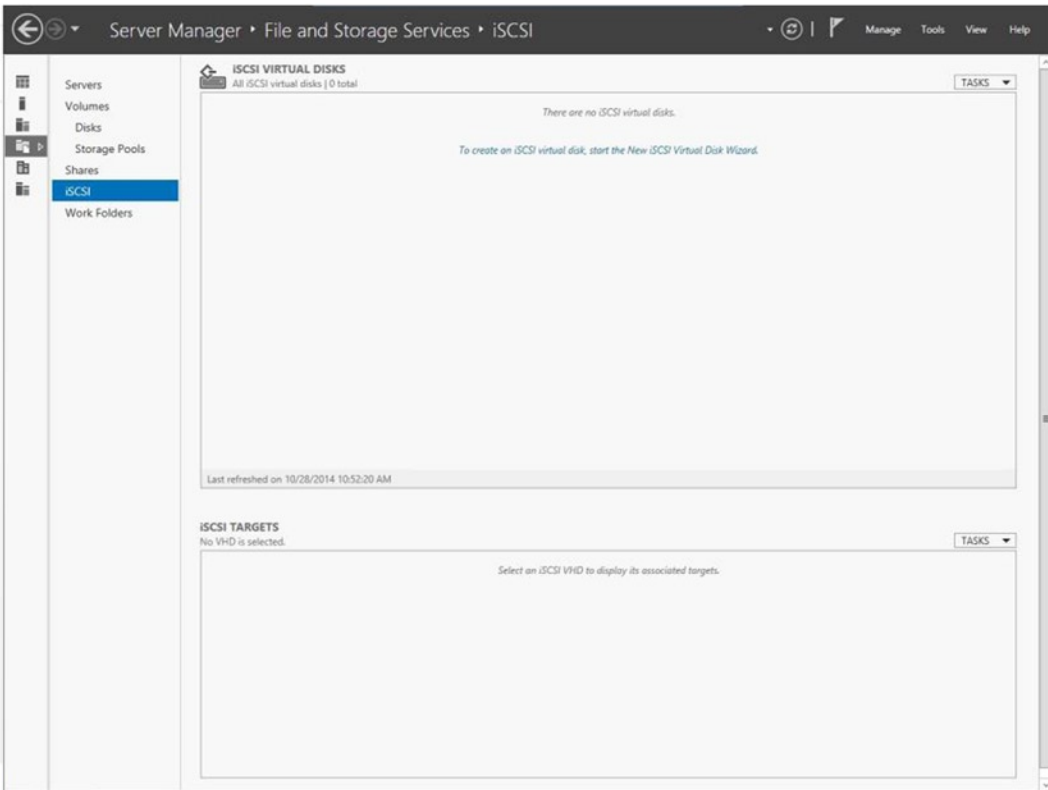 Server Manager ‣ File and Storage Services ‣ iSCSI
Manage Tools View Help
Servers
Volumes
Disks
Storage Pools
Shares
iSCSI
Work Folders
iSCSI VIRTUAL DISKS
All iSCSI virtual disks | 0 total
TASKS
There are no iSCSI virtual disks.
To create an iSCSI virtual disk, start the New iSCSI Virtual Disk Wizard.
Last refreshed on 10/28/2014 10:52:20 AM
iSCSI TARGETS
No VHD is selected.
TASKS
Select an iSCSI VHD to display its associated targets.